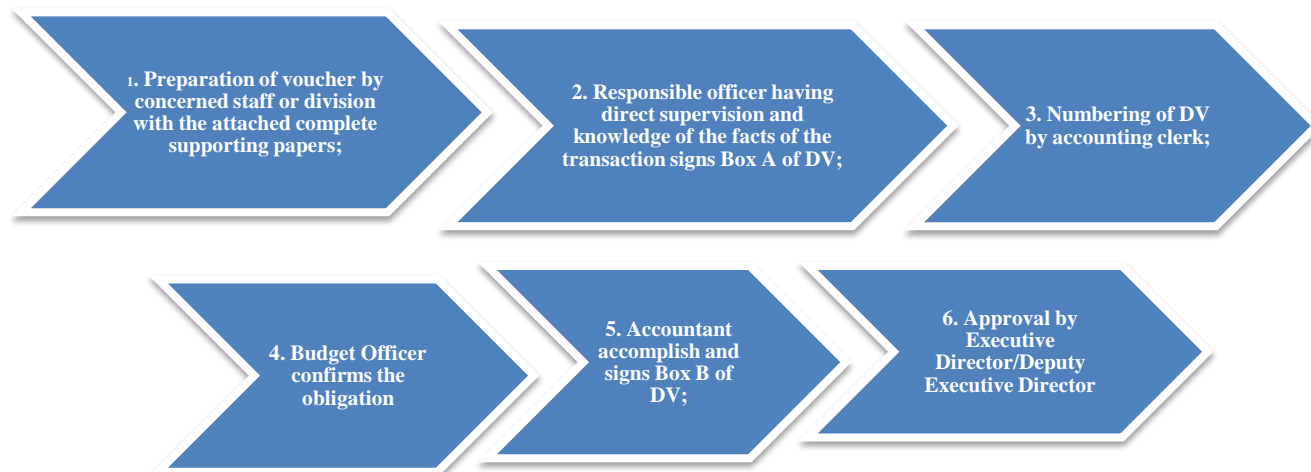 1. Preparation of voucher by
concerned staff or division
with the attached complete
supporting papers;
2. Responsible officer having
direct supervision and
knowledge of the facts of the
transaction signs Box A of DV;
3. Numbering of DV
by accounting clerk;
4. Budget Officer
confirms the
obligation
5. Accountant
accomplish and
signs Box B of
DV;
6. Approval by
Executive
Director/Deputy
Executive Director